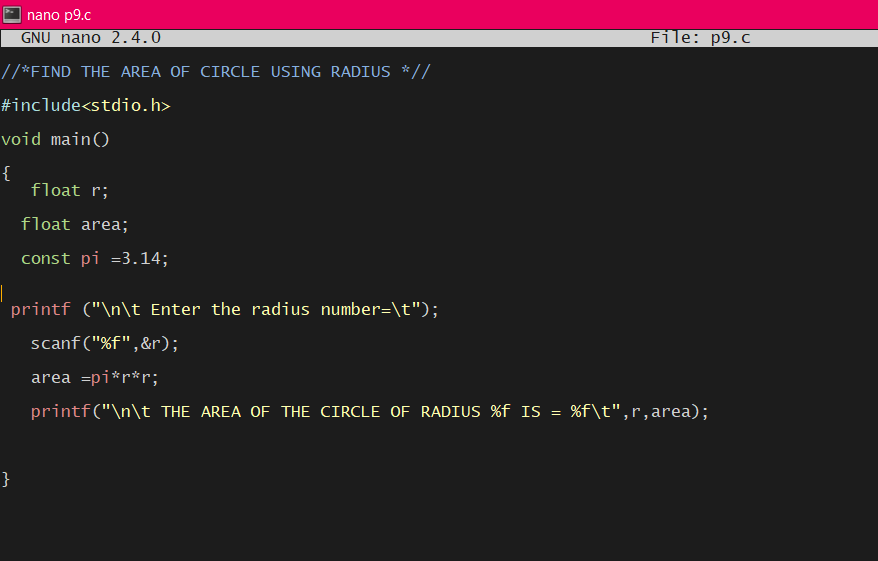 nano p9.c
GNU nano 2.4.0 File: p9.c
//*FIND THE AREA OF CIRCLE USING RADIUS *//
#include<stdio.h>
void main()
{
float r;
float area;
const pi =3.14;
printf ("\n\t Enter the radius number=\t");
scanf("%f",&r);
area =pi*r*r;
printf("\n\t THE AREA OF THE CIRCLE OF RADIUS %f IS = %f\t",r,area);
}